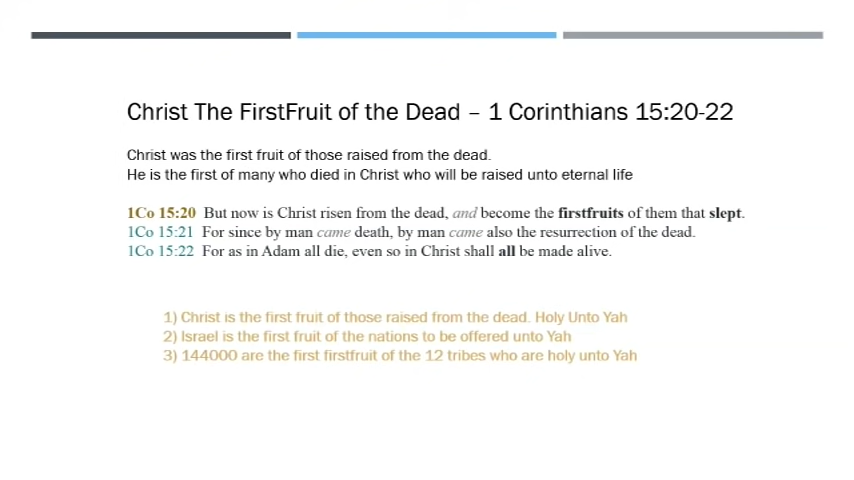 Christ The FirstFruit of the Dead – 1 Corinthians 15:20-22
Christ was the first fruit of those raised from the dead.
He is the first of many who died in Christ who will be raised unto eternal life
1Co 15:20 But now is Christ risen from the dead, and become the firstfruits of them that slept.
1Co 15:21 For since by man came death, by man came also the resurrection of the dead.
1Co 15:22 For as in Adam all die, even so in Christ shall all be made alive.
1) Christ is the first fruit of those raised from the dead. Holy Unto Yah
2) Israel is the first fruit of the nations to be offered unto Yah
3) 144000 are the first firstfruit of the 12 tribes who are holy unto Yah